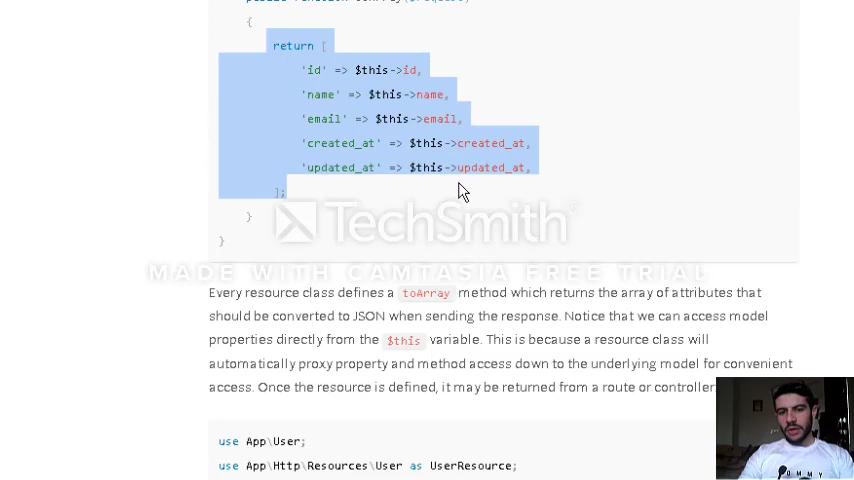 {
return [
'id' => $this->id,
'name' => $this->name,
'email' => $this->email,
'created_at' => $this->created_at,
'updated_at' => $this->updated_at,
];
}
TechSmith
}
MADE WITH CAMTASIA FREE TRIAL
Every resource class defines a toArray method which returns the array of attributes that
should be converted to JSON when sending the response. Notice that we can access model
properties directly from the $this variable. This is because a resource class will
automatically proxy property and method access down to the underlying model for convenient
access. Once the resource is defined, it may be returned from a route or controller
use App\User;
use App\Http\Resources\User as UserResource;
OMMY